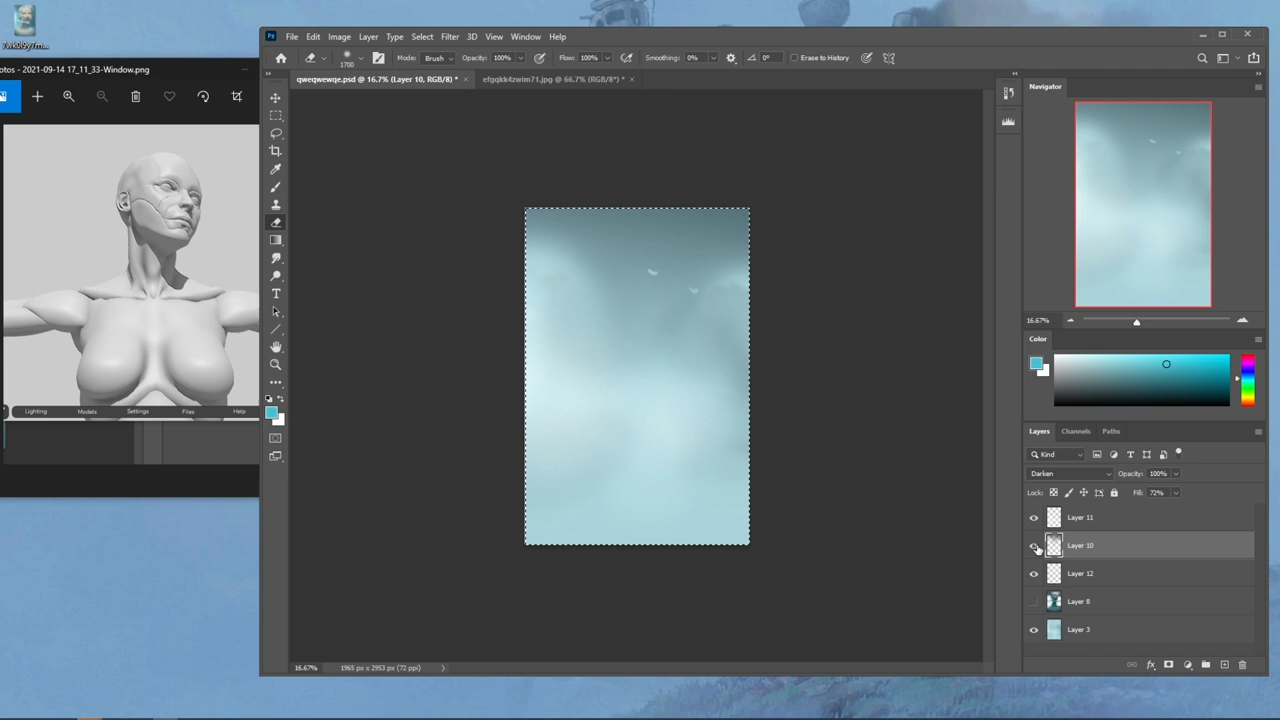 7wk0i9y7m...
otos - 2021-09-14 17_11_33-Window.png
Lighting Models Settings Files Help
Ps File Edit Image Layer Type Select Filter 3D View Window Help
1700 Mode: Brush Opacity: 100% Flow: 100% Smoothing: 0% 0° Erase to History
qweqwewqe.psd @ 16.7% (Layer 10, RGB/8) * × efgqkk4zwim71.jpg @ 66.7% (RGB/8*) * ×
Navigator
16.67%
Color
Layers Channels Paths
Kind
Darken Opacity: 100%
Lock: Fill: 72%
Layer 11
Layer 10
Layer 12
Layer 8
Layer 3
16.67% 1965 px x 2953 px (72 ppi)